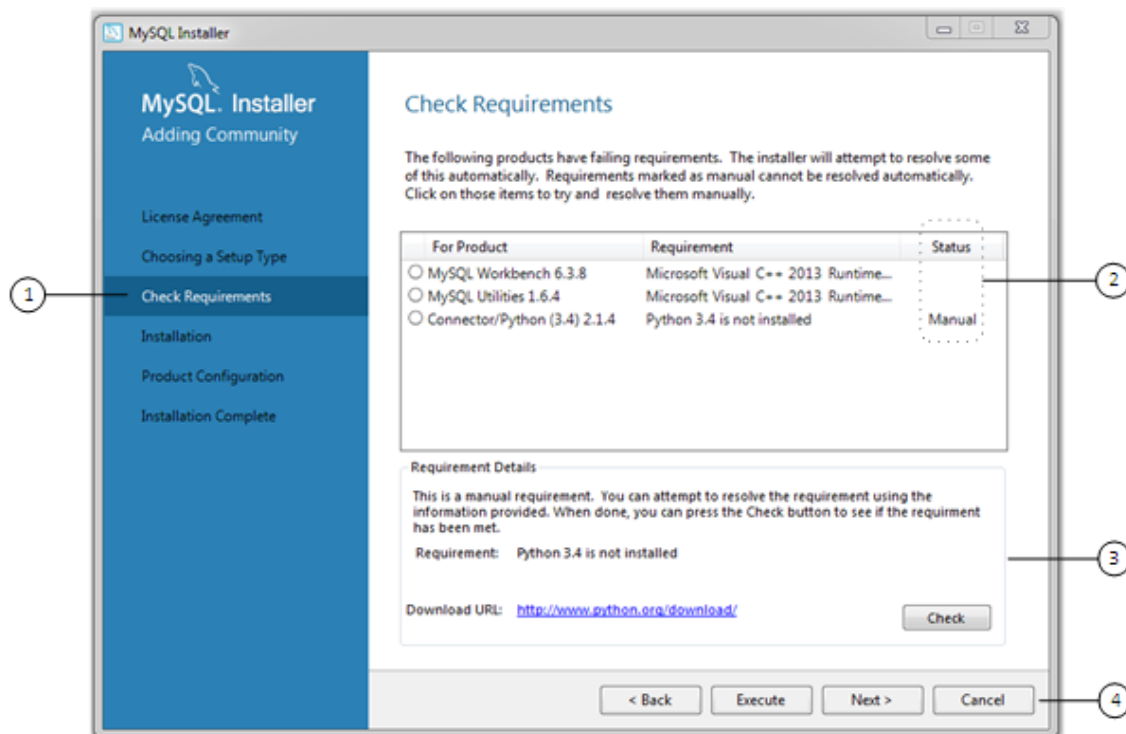 MySQL Installer
MySQL. Installer
Adding Community
License Agreement
Choosing a Setup Type
Check Requirements
Installation
Product Configuration
Installation Complete
Check Requirements
The following products have failing requirements. The installer will attempt to resolve some
of this automatically. Requirements marked as manual cannot be resolved automatically.
Click on those items to try and resolve them manually.
For Product Requirement Status
MySQL Workbench 6.3.8 Microsoft Visual C++ 2013 Runtime...
MySQL Utilities 1.6.4 Microsoft Visual C++ 2013 Runtime...
Connector/Python (3.4) 2.1.4 Python 3.4 is not installed Manual
Requirement Details
This is a manual requirement. You can attempt to resolve the requirement using the
information provided. When done, you can press the Check button to see if the requirment
has been met.
Requirement: Python 3.4 is not installed
Download URL: http://www.python.org/download/
Check
< Back Execute Next > Cancel
1
2
3
4